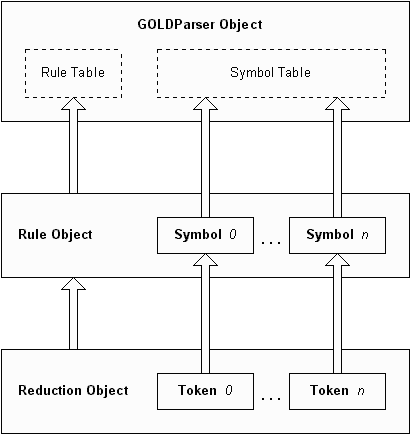 GOLDParser Object
Rule Table Symbol Table
Rule Object Symbol 0 ... Symbol n
Reduction Object Token 0 ... Token n